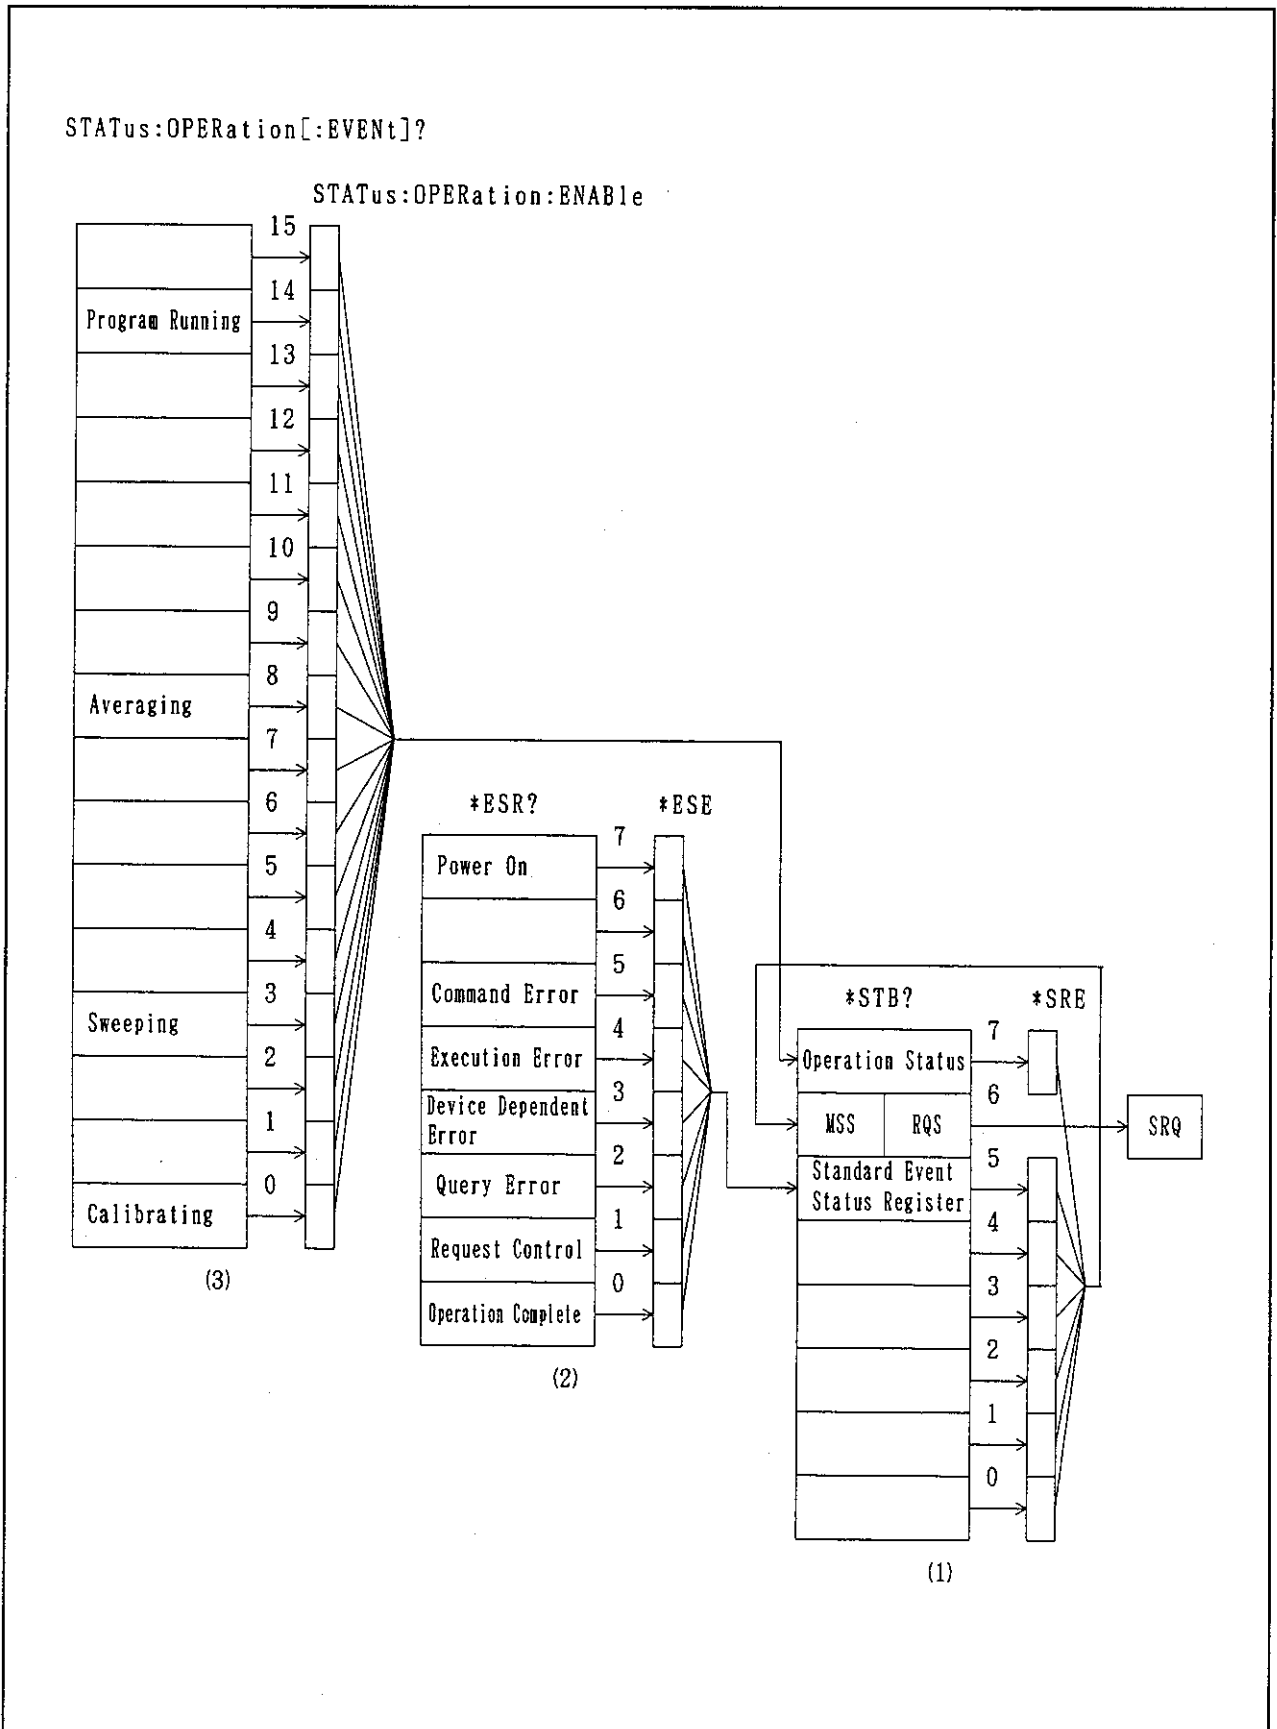 STATus:OPERation[:EVENt]?
STATus:OPERation:ENABle
15
14
Program Running
13
12
11
10
9
8
Averaging
7
6
5
4
3
Sweeping
2
1
0
Calibrating
(3)
*ESR?
*ESE
7
Power On
6
5
Command Error
4
Execution Error
3
Device Dependent
Error
2
Query Error
1
Request Control
0
Operation Complete
(2)
*STB?
*SRE
7
Operation Status
6
MSS
RQS
SRQ
5
Standard Event
Status Register
4
3
2
1
0
(1)